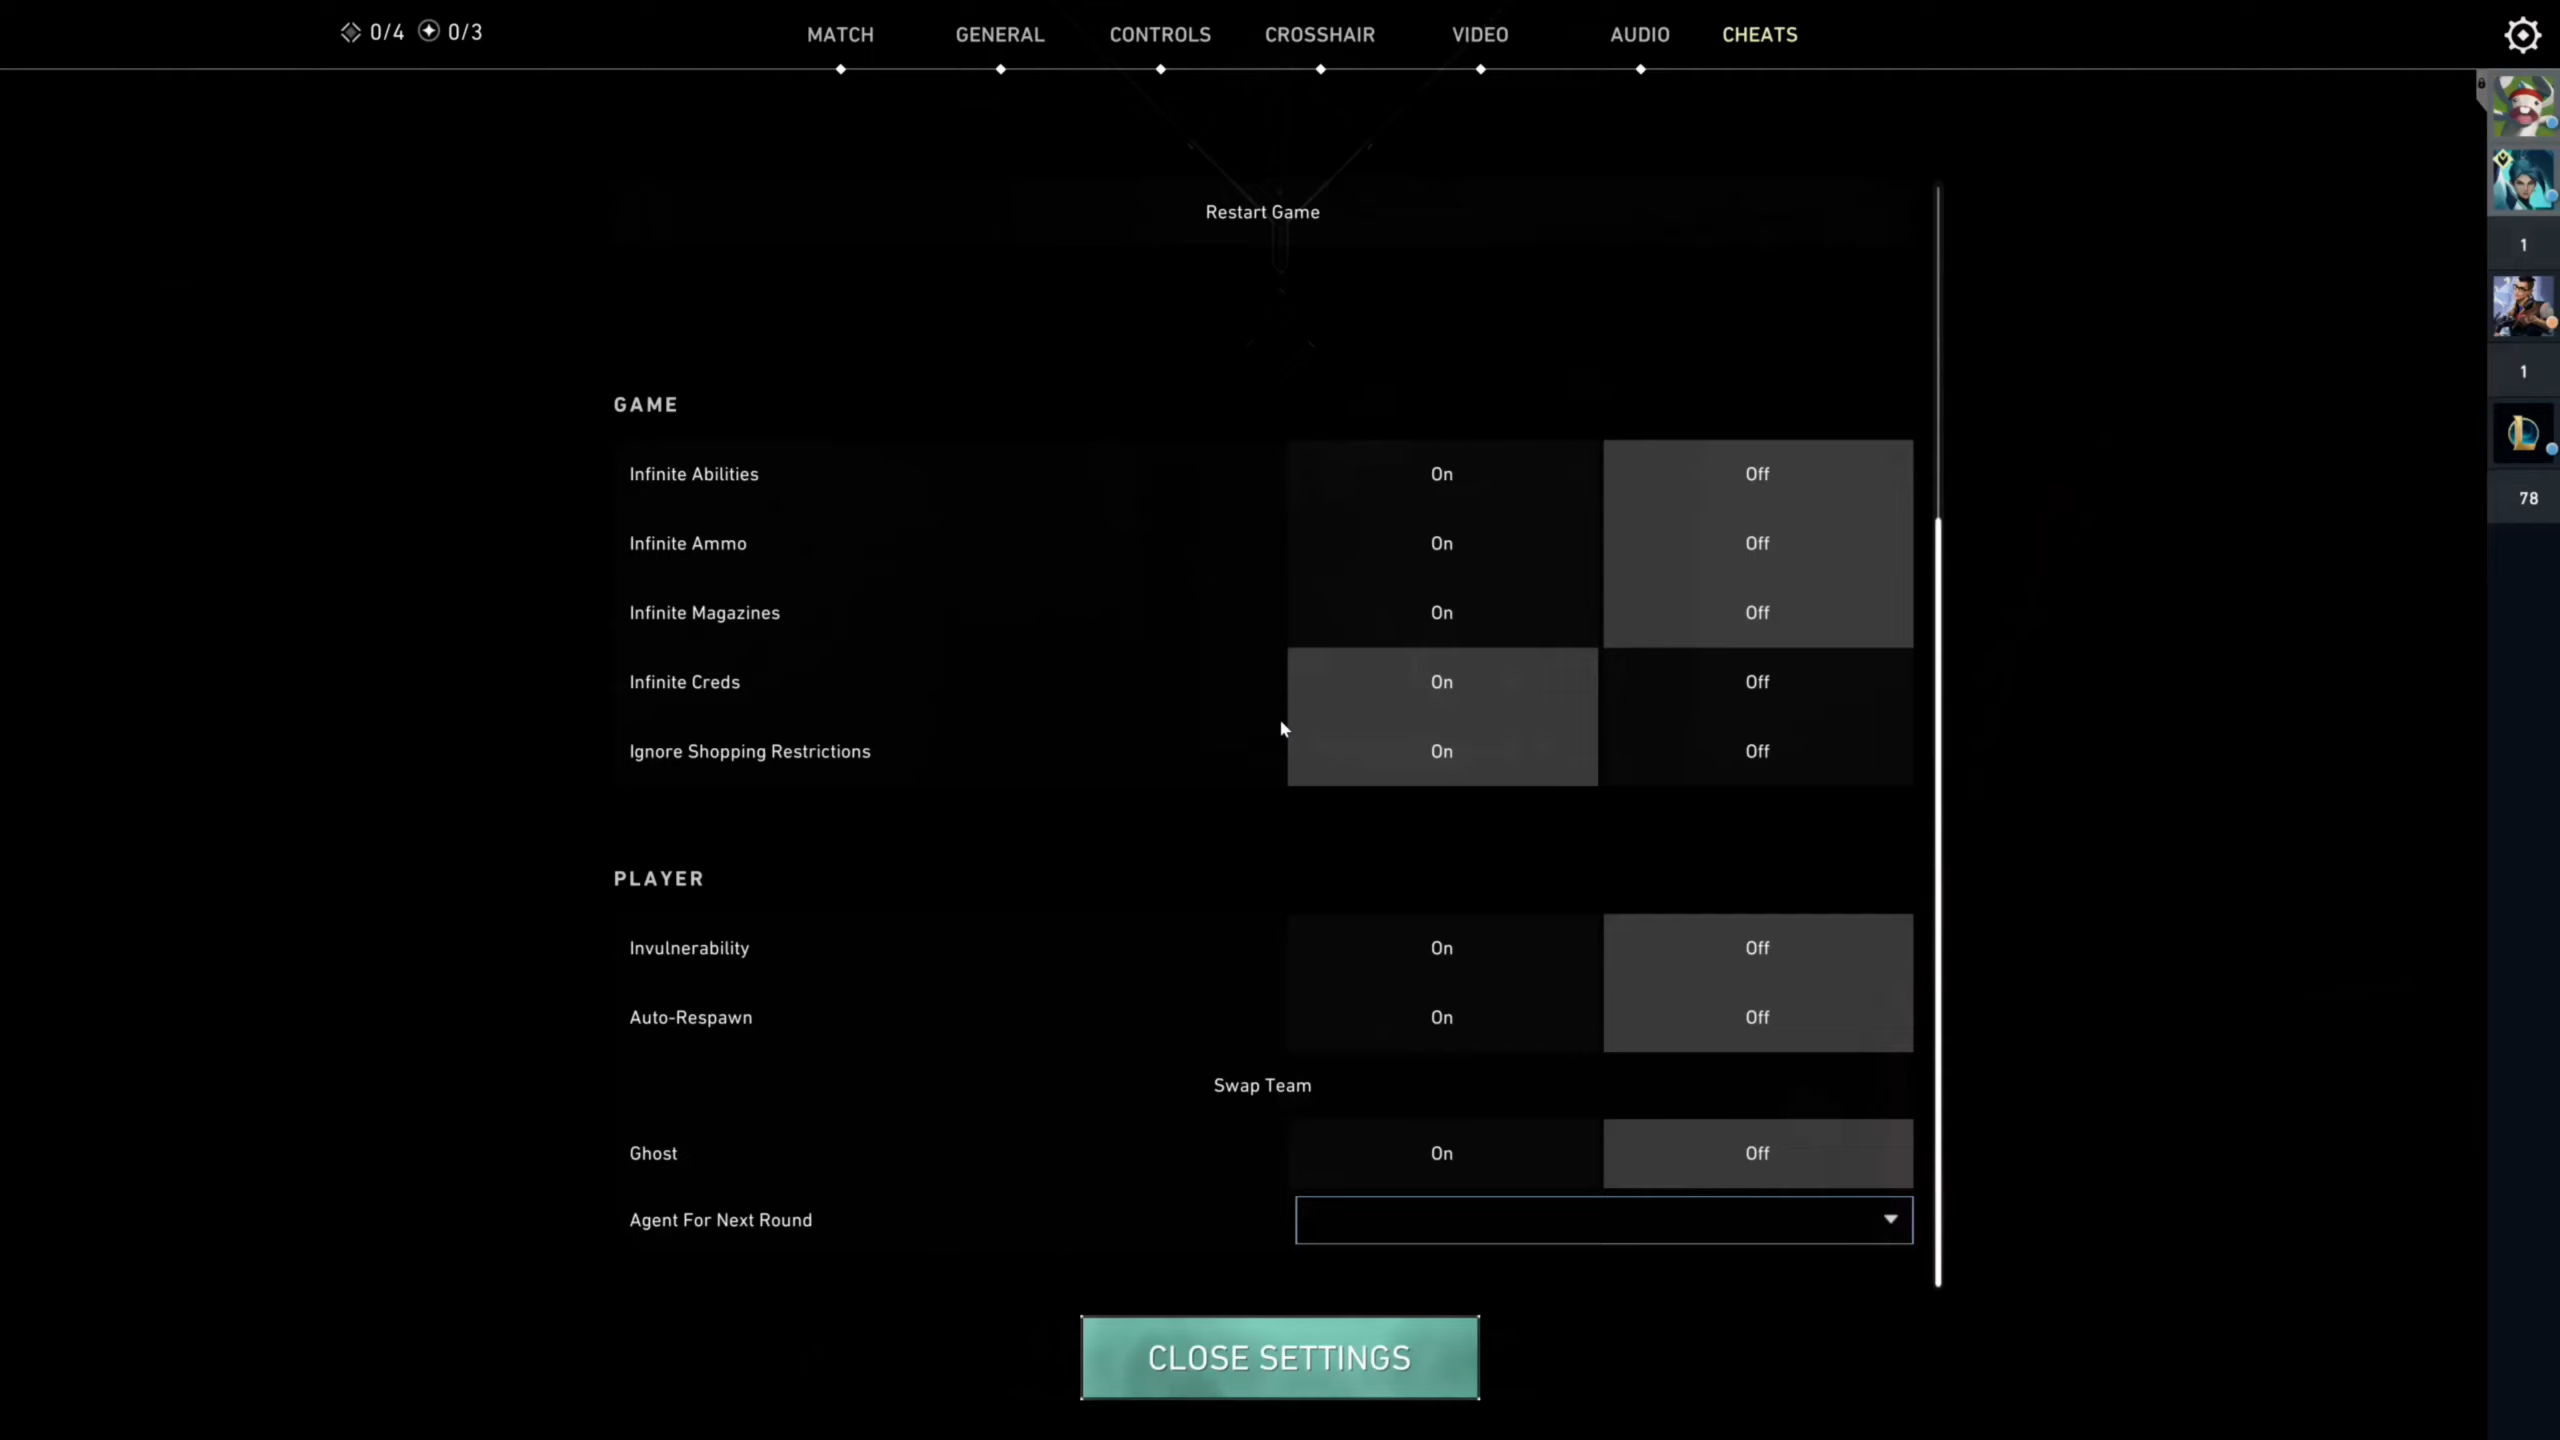 0/4 0/3 MATCH GENERAL CONTROLS CROSSHAIR VIDEO AUDIO CHEATS
Restart Game
1
GAME
1
Infinite Abilities On Off
78
Infinite Ammo On Off
Infinite Magazines On Off
Infinite Creds On Off
Ignore Shopping Restrictions On Off
PLAYER
Invulnerability On Off
Auto-Respawn On Off
Swap Team
Ghost On Off
Agent For Next Round
CLOSE SETTINGS